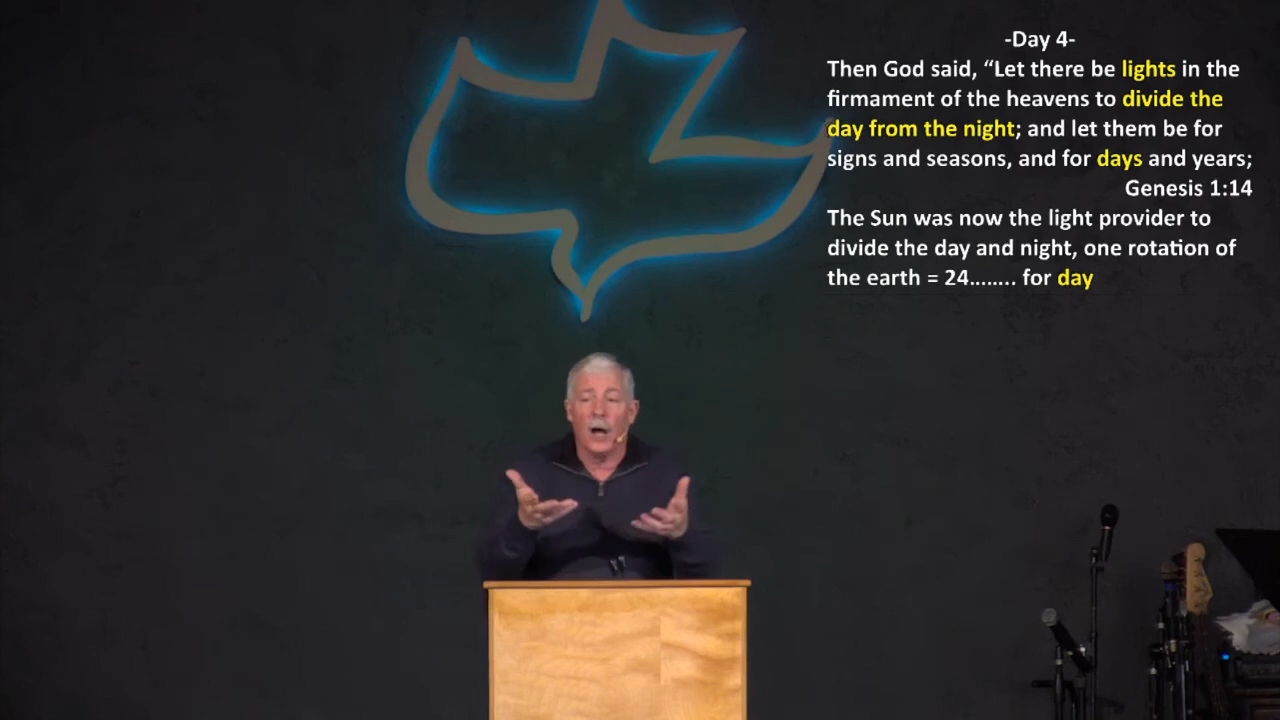 -Day 4-
Then God said, “Let there be lights in the
firmament of the heavens to divide the
day from the night; and let them be for
signs and seasons, and for days and years;
Genesis 1:14
The Sun was now the light provider to
divide the day and night, one rotation of
the earth = 24........ for day